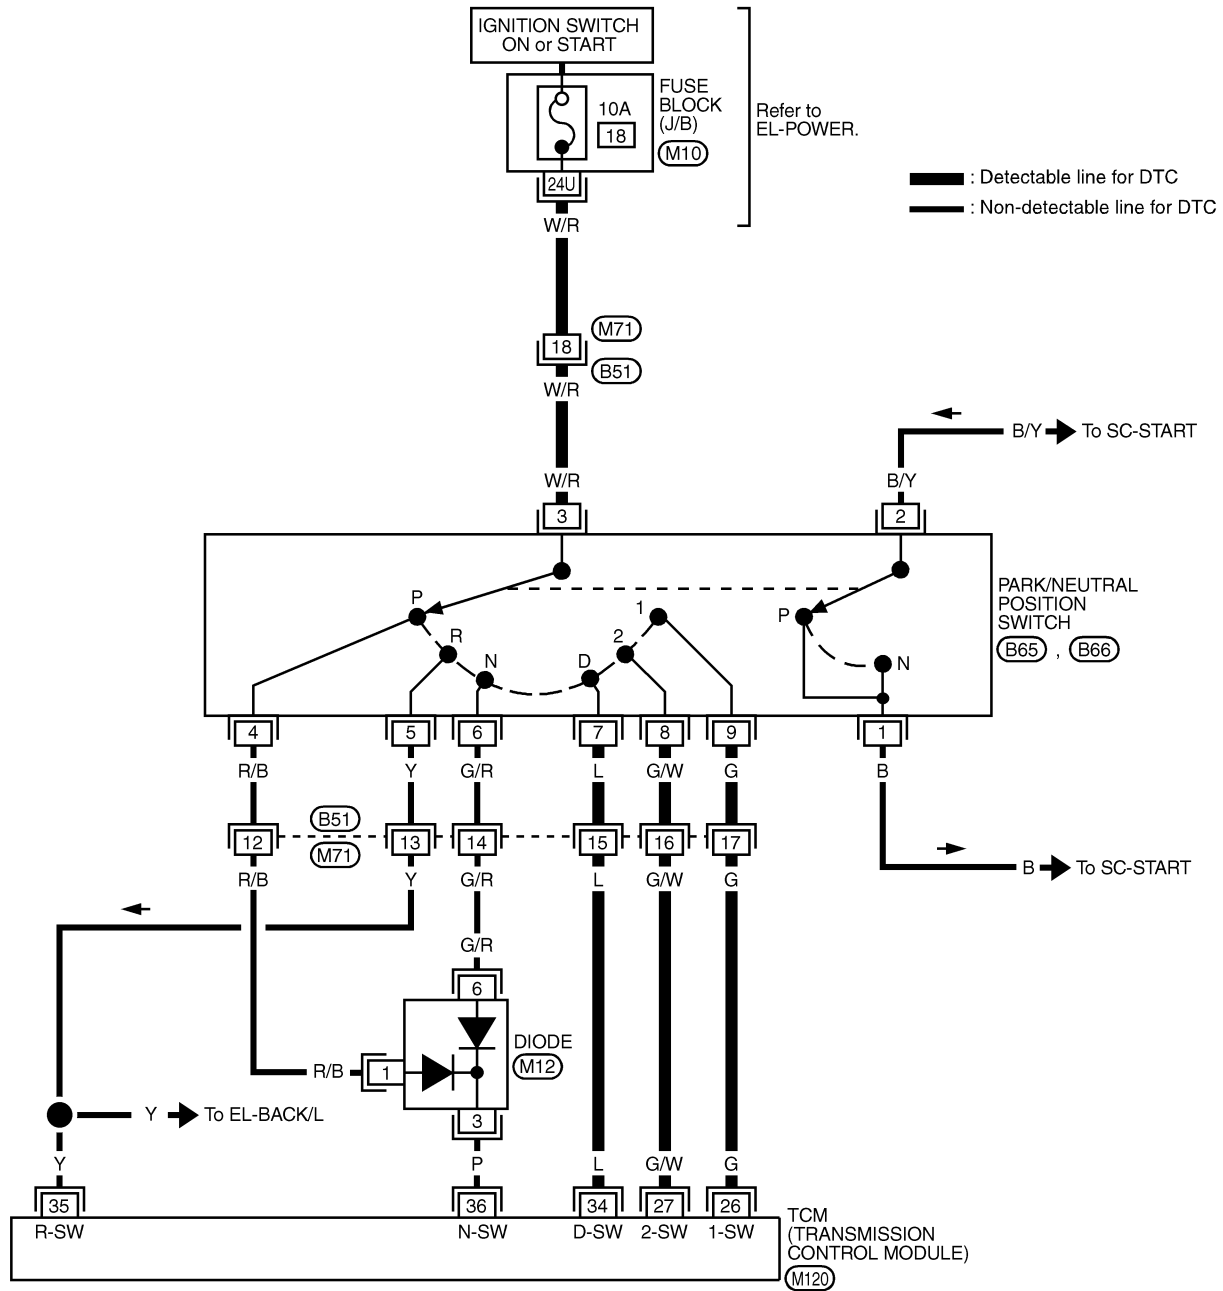 IGNITION SWITCH
ON or START
FUSE
BLOCK
(J/B)
10A
18
M10
Refer to
EL-POWER.
24U
W/R
: Detectable line for DTC
: Non-detectable line for DTC
M71
18
B51
W/R
B/Y To SC-START
W/R
B/Y
3
2
P
R
N
D
2
1
P
N
PARK/NEUTRAL
POSITION
SWITCH
B65 , B66
4 5 6 7 8 9 1
R/B Y G/R L G/W G B
B51
12 13 14 15 16 17
M71
B To SC-START
R/B Y G/R L G/W G
G/R
6
DIODE
M12
R/B 1
3
Y To EL-BACK/L
Y P L G/W G
35 36 34 27 26
R-SW N-SW D-SW 2-SW 1-SW
TCM
(TRANSMISSION
CONTROL MODULE)
M120